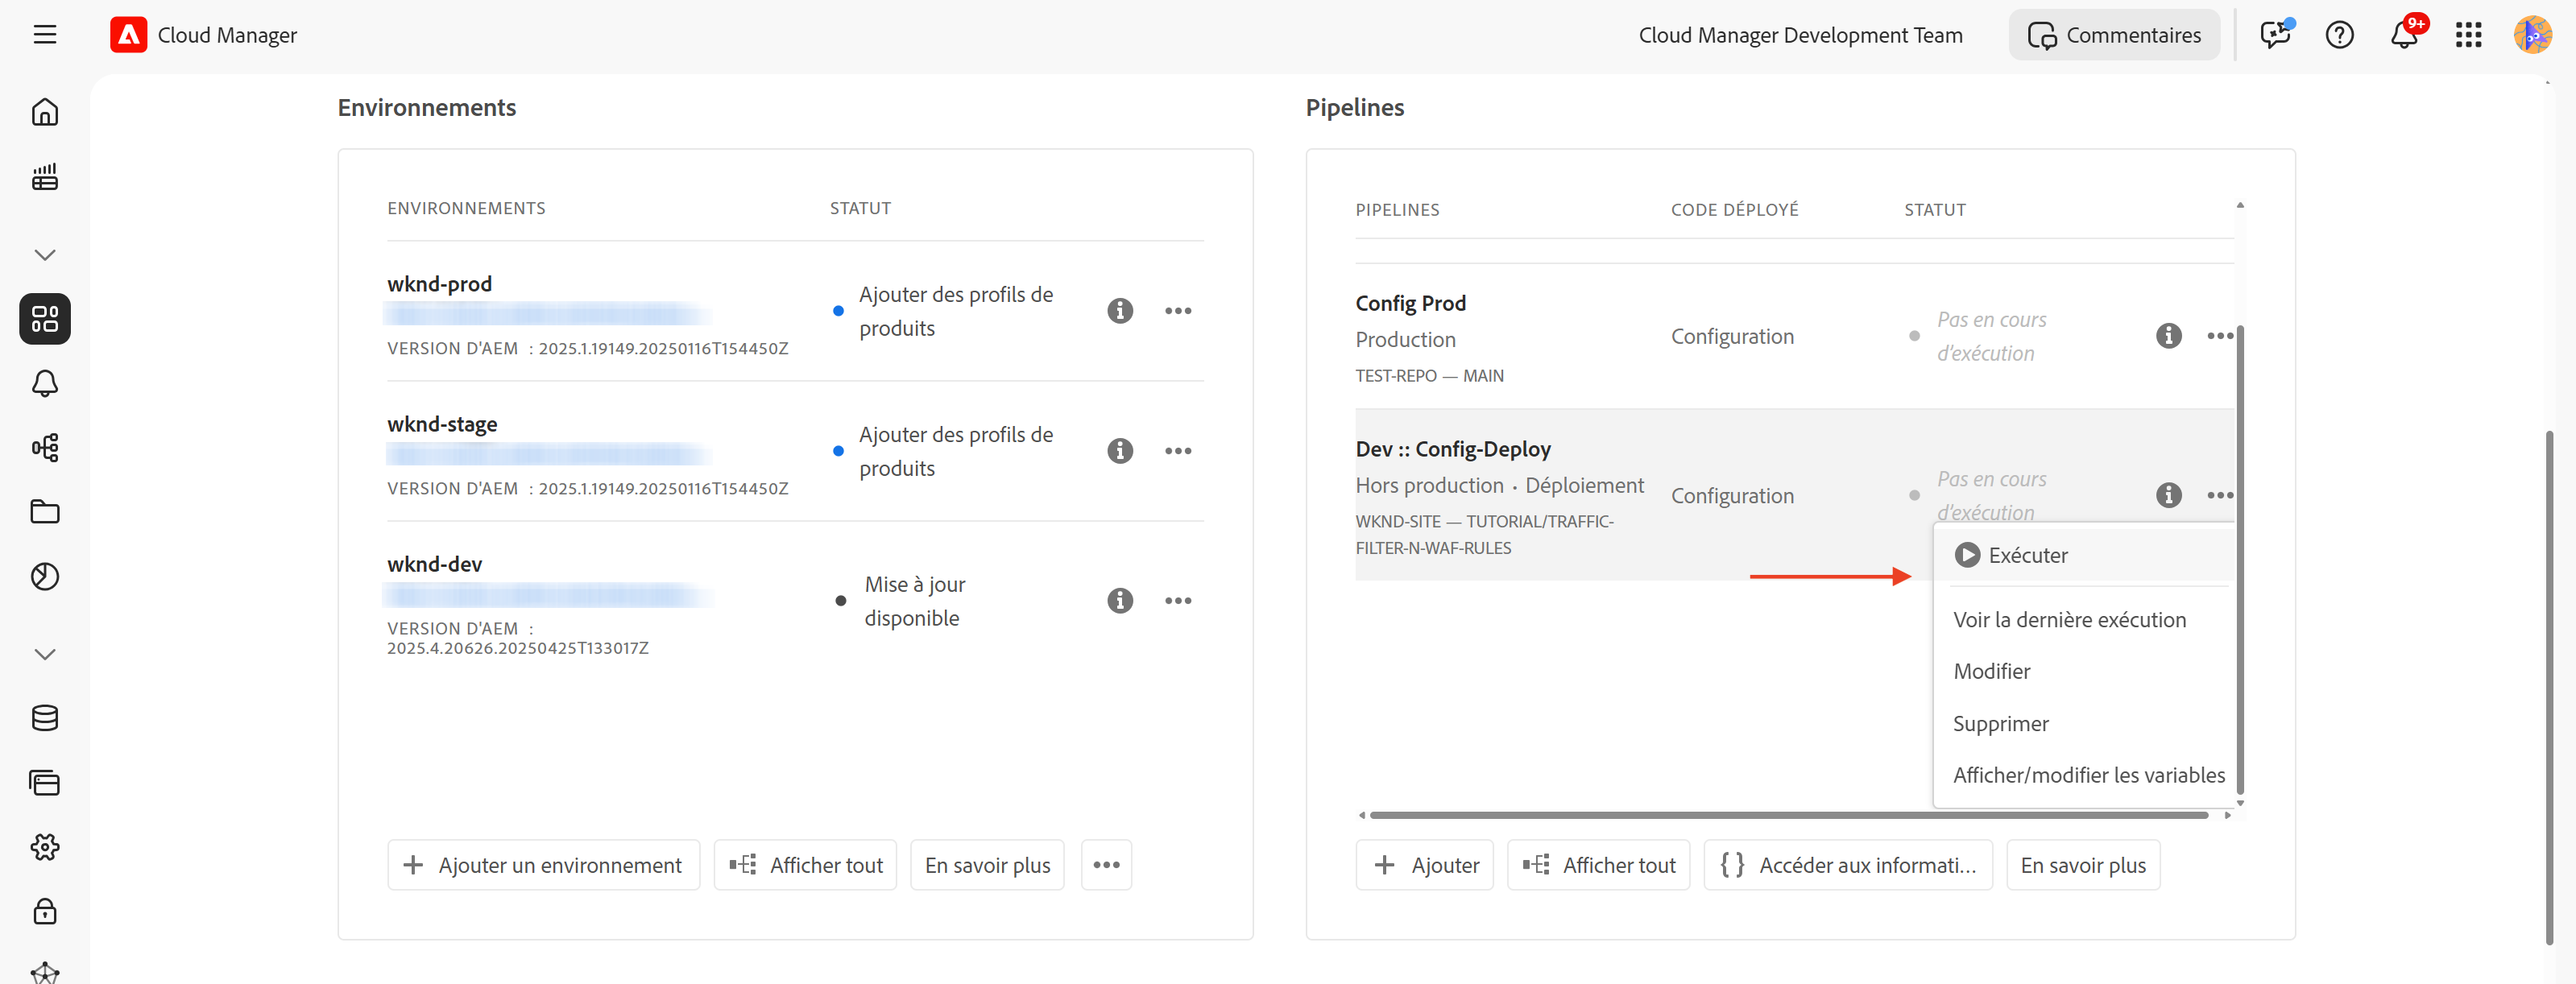 Cloud Manager
Cloud Manager Development Team
Commentaires
9+
Environnements
ENVIRONNEMENTS
STATUT
wknd-prod
Ajouter des profils de
produits
VERSION D'AEM : 2025.1.19149.20250116T154450Z
wknd-stage
Ajouter des profils de
produits
VERSION D'AEM : 2025.1.19149.20250116T154450Z
wknd-dev
Mise à jour
disponible
VERSION D'AEM :
2025.4.20626.20250425T133017Z
Ajouter un environnement
Afficher tout
En savoir plus
Pipelines
PIPELINES
CODE DÉPLOYÉ
STATUT
Config Prod
Production
TEST-REPO — MAIN
Configuration
Pas en cours
d'exécution
Dev :: Config-Deploy
Hors production · Déploiement
WKND-SITE — TUTORIAL/TRAFFIC-
FILTER-N-WAF-RULES
Configuration
Pas en cours
d'exécution
Exécuter
Voir la dernière exécution
Modifier
Supprimer
Afficher/modifier les variables
Ajouter
Afficher tout
Accéder aux informati...
En savoir plus